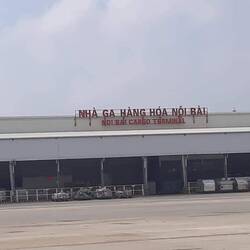 NHÀ GA HÀNG HÓA NỘI BÀI
NOI BAI CARGO TERMINAL